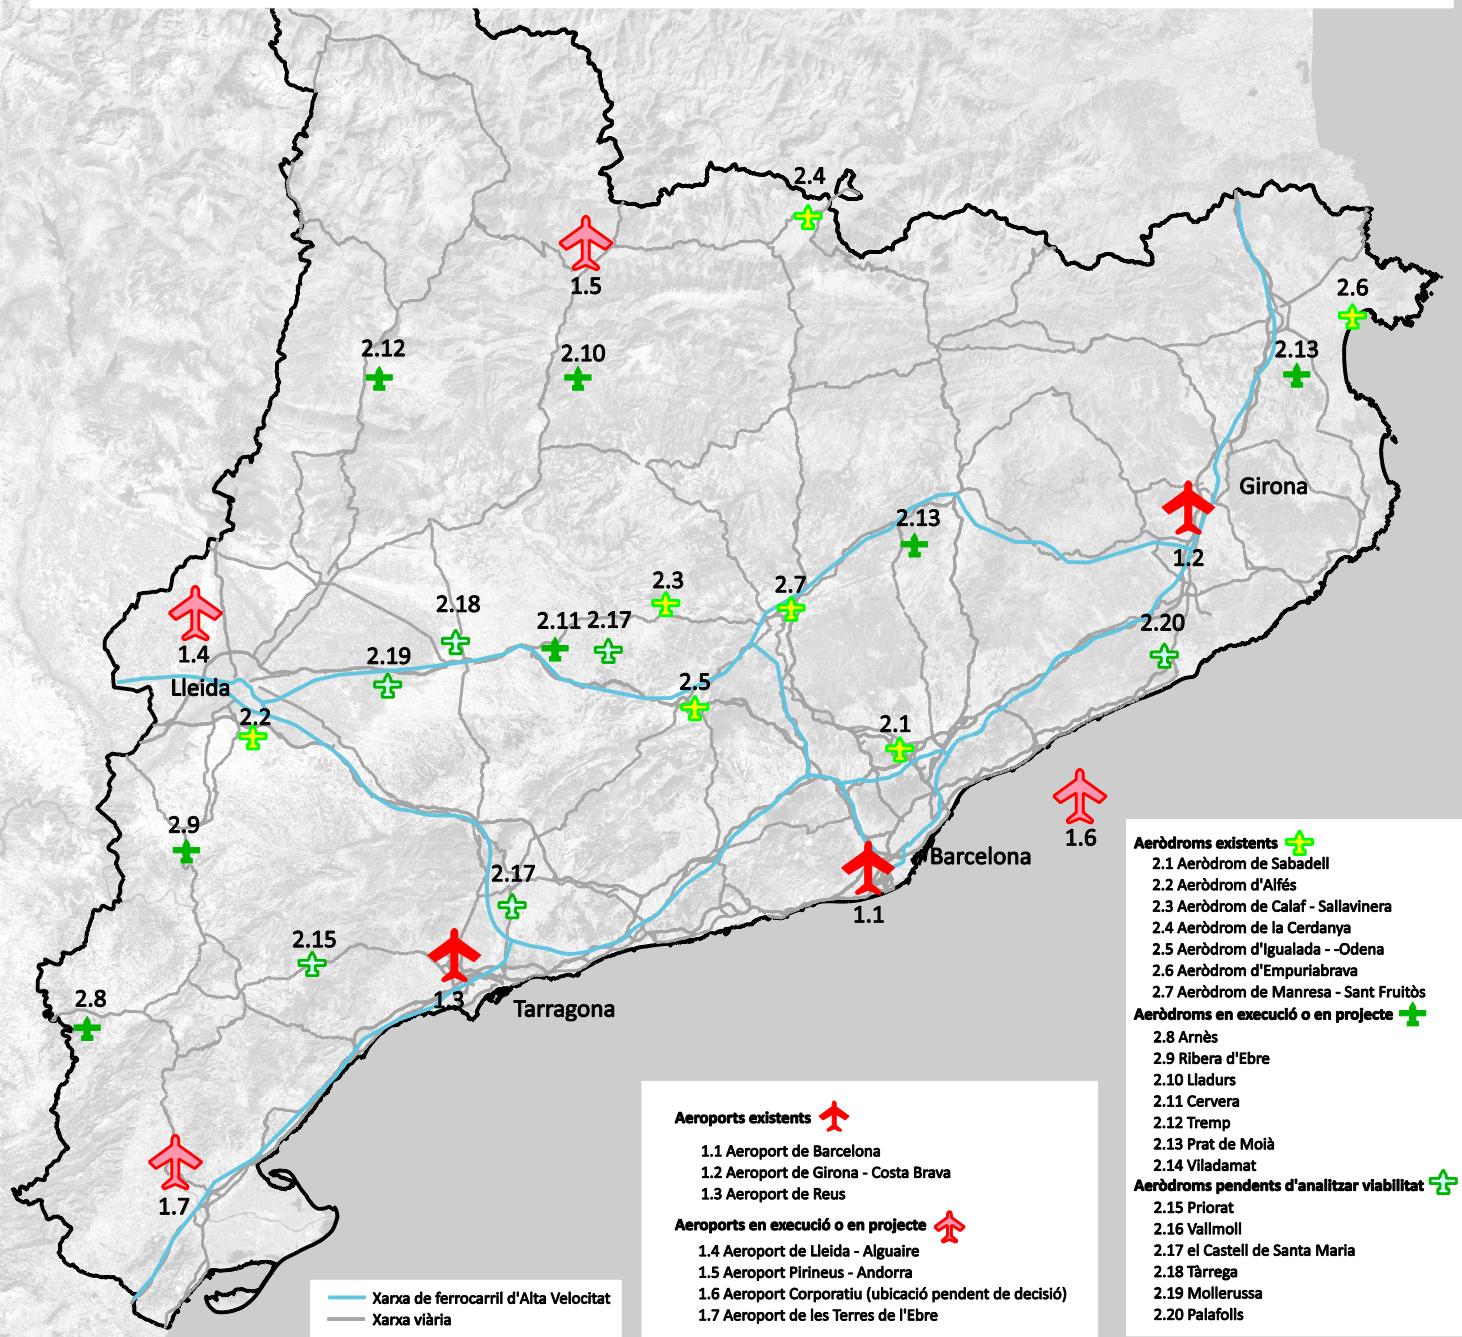 2.4
1.5
2.6
2.12
2.10
2.13
Girona
2.13
1.2
2.3
2.7
2.18
2.11 2.17
2.20
1.4
2.19
Lleida
2.5
2.2
2.1
1.6
2.9
Barcelona
2.17
1.1
2.15
1.3
2.8
Tarragona
1.7
Aeroports existents
1.1 Aeroport de Barcelona
1.2 Aeroport de Girona - Costa Brava
1.3 Aeroport de Reus
Aeroports en execució o en projecte
1.4 Aeroport de Lleida - Alguaire
1.5 Aeroport Pirineus - Andorra
1.6 Aeroport Corporatiu (ubicació pendent de decisió)
1.7 Aeroport de les Terres de l'Ebre
Xarxa de ferrocarril d'Alta Velocitat
Xarxa viària
Aeròdroms existents
2.1 Aeròdrom de Sabadell
2.2 Aeròdrom d'Alfés
2.3 Aeròdrom de Calaf - Sallavinera
2.4 Aeròdrom de la Cerdanya
2.5 Aeròdrom d'Igualada - -Odena
2.6 Aeròdrom d'Empuriabrava
2.7 Aeròdrom de Manresa - Sant Fruitòs
Aeròdroms en execució o en projecte
2.8 Arnès
2.9 Ribera d'Ebre
2.10 Lladurs
2.11 Cervera
2.12 Tremp
2.13 Prat de Moià
2.14 Viladamat
Aeròdroms pendents d'analitzar viabilitat
2.15 Priorat
2.16 Vallmoll
2.17 el Castell de Santa Maria
2.18 Tàrrega
2.19 Mollerussa
2.20 Palafolls